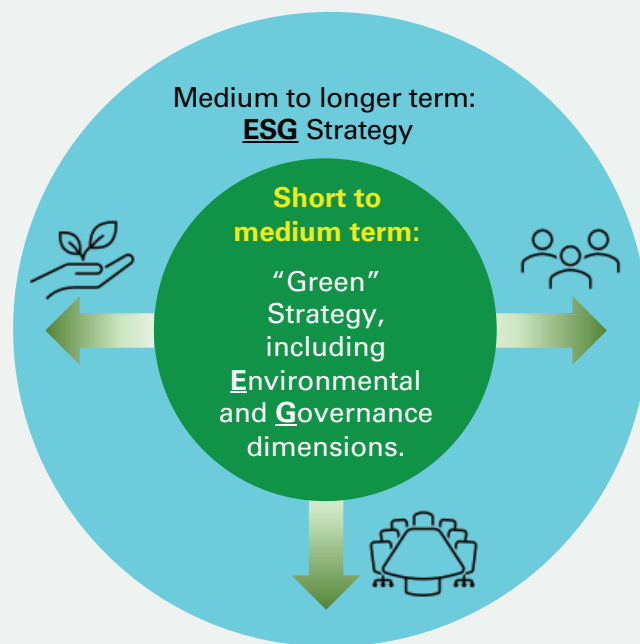 Medium to longer term:
ESG Strategy
Short to
medium term:
“Green”
Strategy,
including
Environmental
and Governance
dimensions.